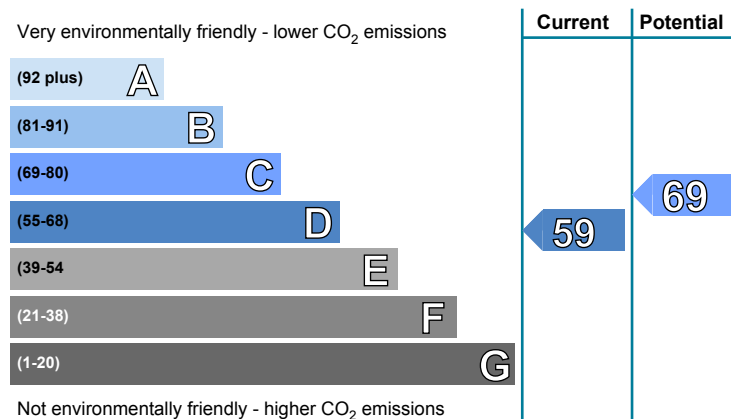 Very environmentally friendly - lower CO₂ emissions
Current
Potential
(92 plus) A
(81-91) B
(69-80) C
(55-68) D
(39-54 E
(21-38) F
(1-20) G
59
69
Not environmentally friendly - higher CO₂ emissions